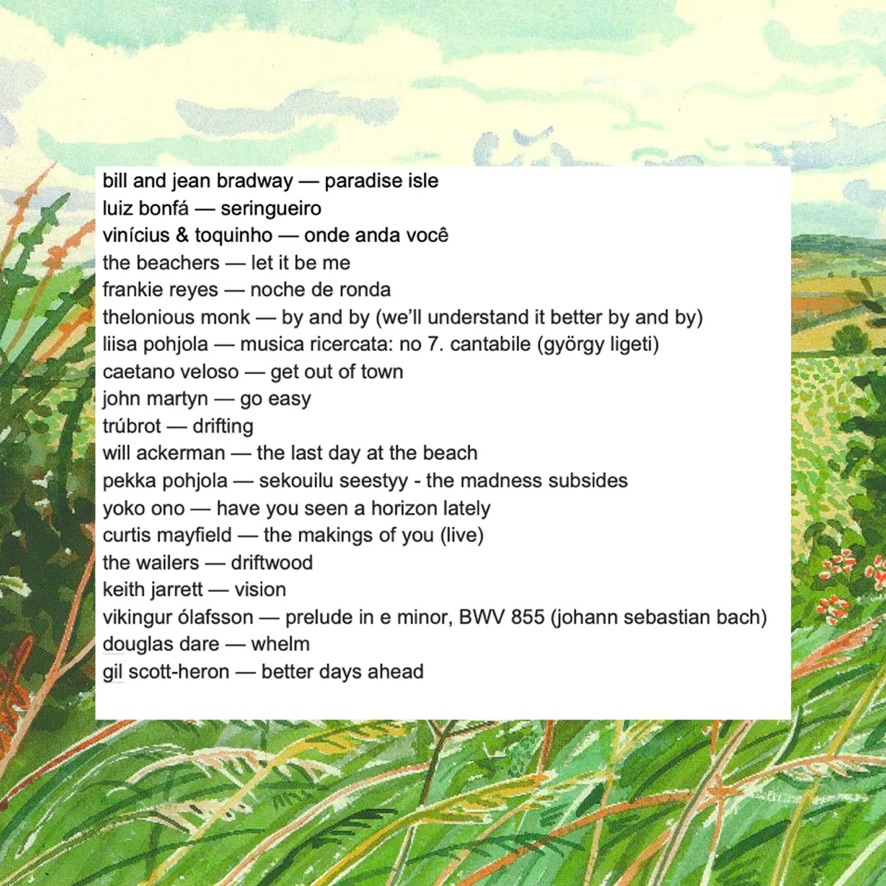 bill and jean bradway — paradise isle
luiz bonfá — seringueiro
vinícius & toquinho — onde anda você
the beachers — let it be me
frankie reyes — noche de ronda
thelonious monk — by and by (we’ll understand it better by and by)
liisa pohjola — musica ricercata: no 7. cantabile (györgy ligeti)
caetano veloso — get out of town
john martyn — go easy
trúbrot — drifting
will ackerman — the last day at the beach
pekka pohjola — sekouilu seestyy - the madness subsides
yoko ono — have you seen a horizon lately
curtis mayfield — the makings of you (live)
the wailers — driftwood
keith jarrett — vision
vikingur ólafsson — prelude in e minor, BWV 855 (johann sebastian bach)
douglas dare — whelm
gil scott-heron — better days ahead